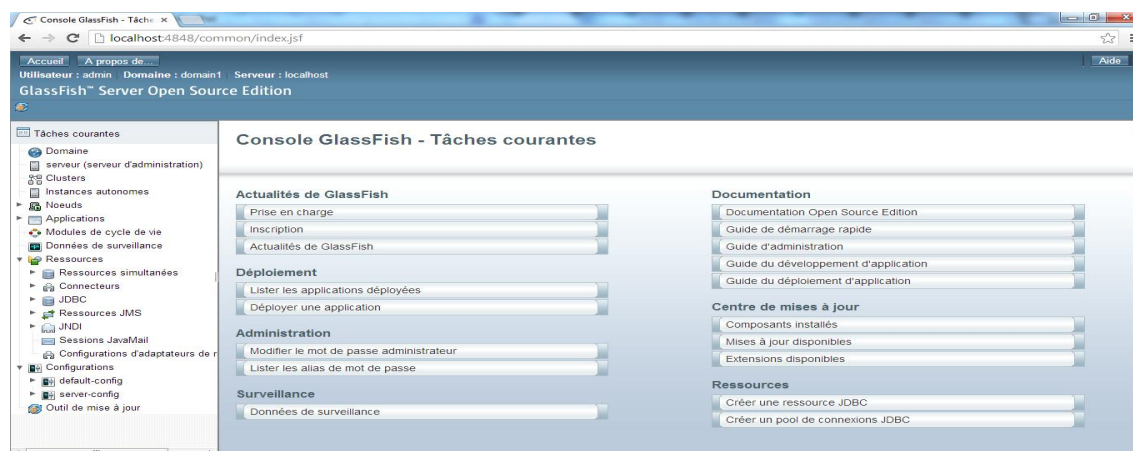 Console GlassFish - Tâche
localhost:4848/common/index.jsf
Accueil A propos de... Aide
Utilisateur : admin Domaine : domain1 Serveur : localhost
GlassFish™ Server Open Source Edition
Tâches courantes
Domaine
serveur (serveur d'administration)
Clusters
Instances autonomes
Noeuds
Applications
Modules de cycle de vie
Données de surveillance
Ressources
Ressources simultanées
Connecteurs
JDBC
Ressources JMS
JNDI
Sessions JavaMail
Configurations d'adaptateurs de r
Configurations
default-config
server-config
Outil de mise à jour
Console GlassFish - Tâches courantes
Actualités de GlassFish
Prise en charge
Inscription
Actualités de GlassFish
Déploiement
Lister les applications déployées
Déployer une application
Administration
Modifier le mot de passe administrateur
Lister les alias de mot de passe
Surveillance
Données de surveillance
Documentation
Documentation Open Source Edition
Guide de démarrage rapide
Guide d'administration
Guide du développement d'application
Guide du déploiement d'application
Centre de mises à jour
Composants installés
Mises à jour disponibles
Extensions disponibles
Ressources
Créer une ressource JDBC
Créer un pool de connexions JDBC